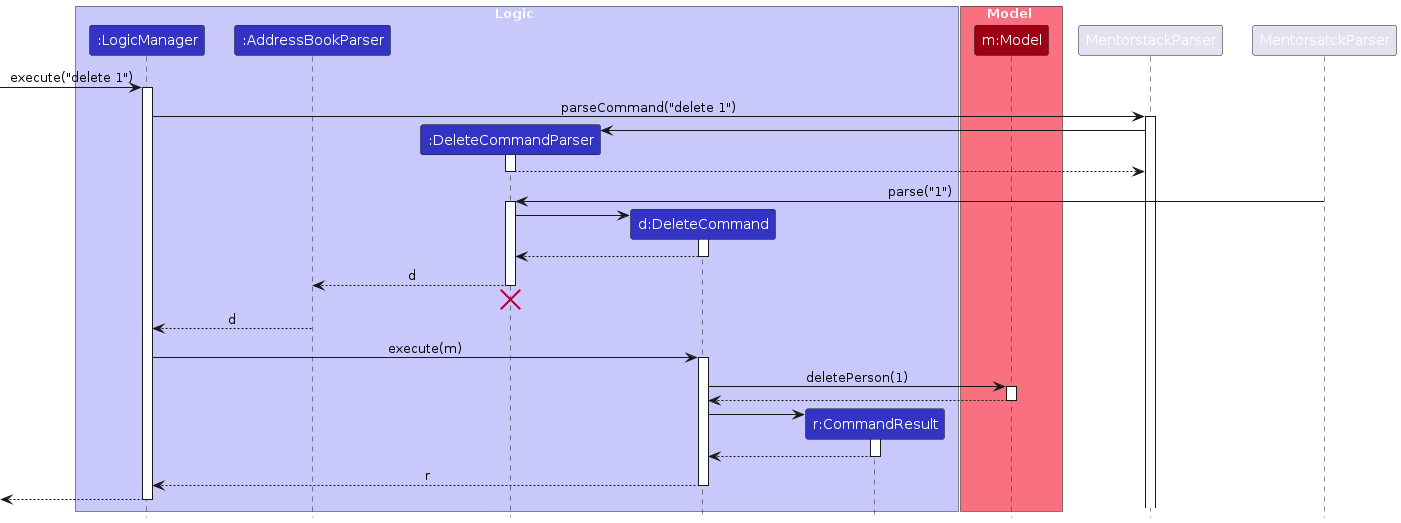 Logic
Model
:LogicManager
:AddressBookParser
m:Model
MentorstackParser
MentorsatckParser
execute("delete 1")
parseCommand("delete 1")
:DeleteCommandParser
parse("1")
d:DeleteCommand
d
d
execute(m)
deletePerson(1)
r:CommandResult
r